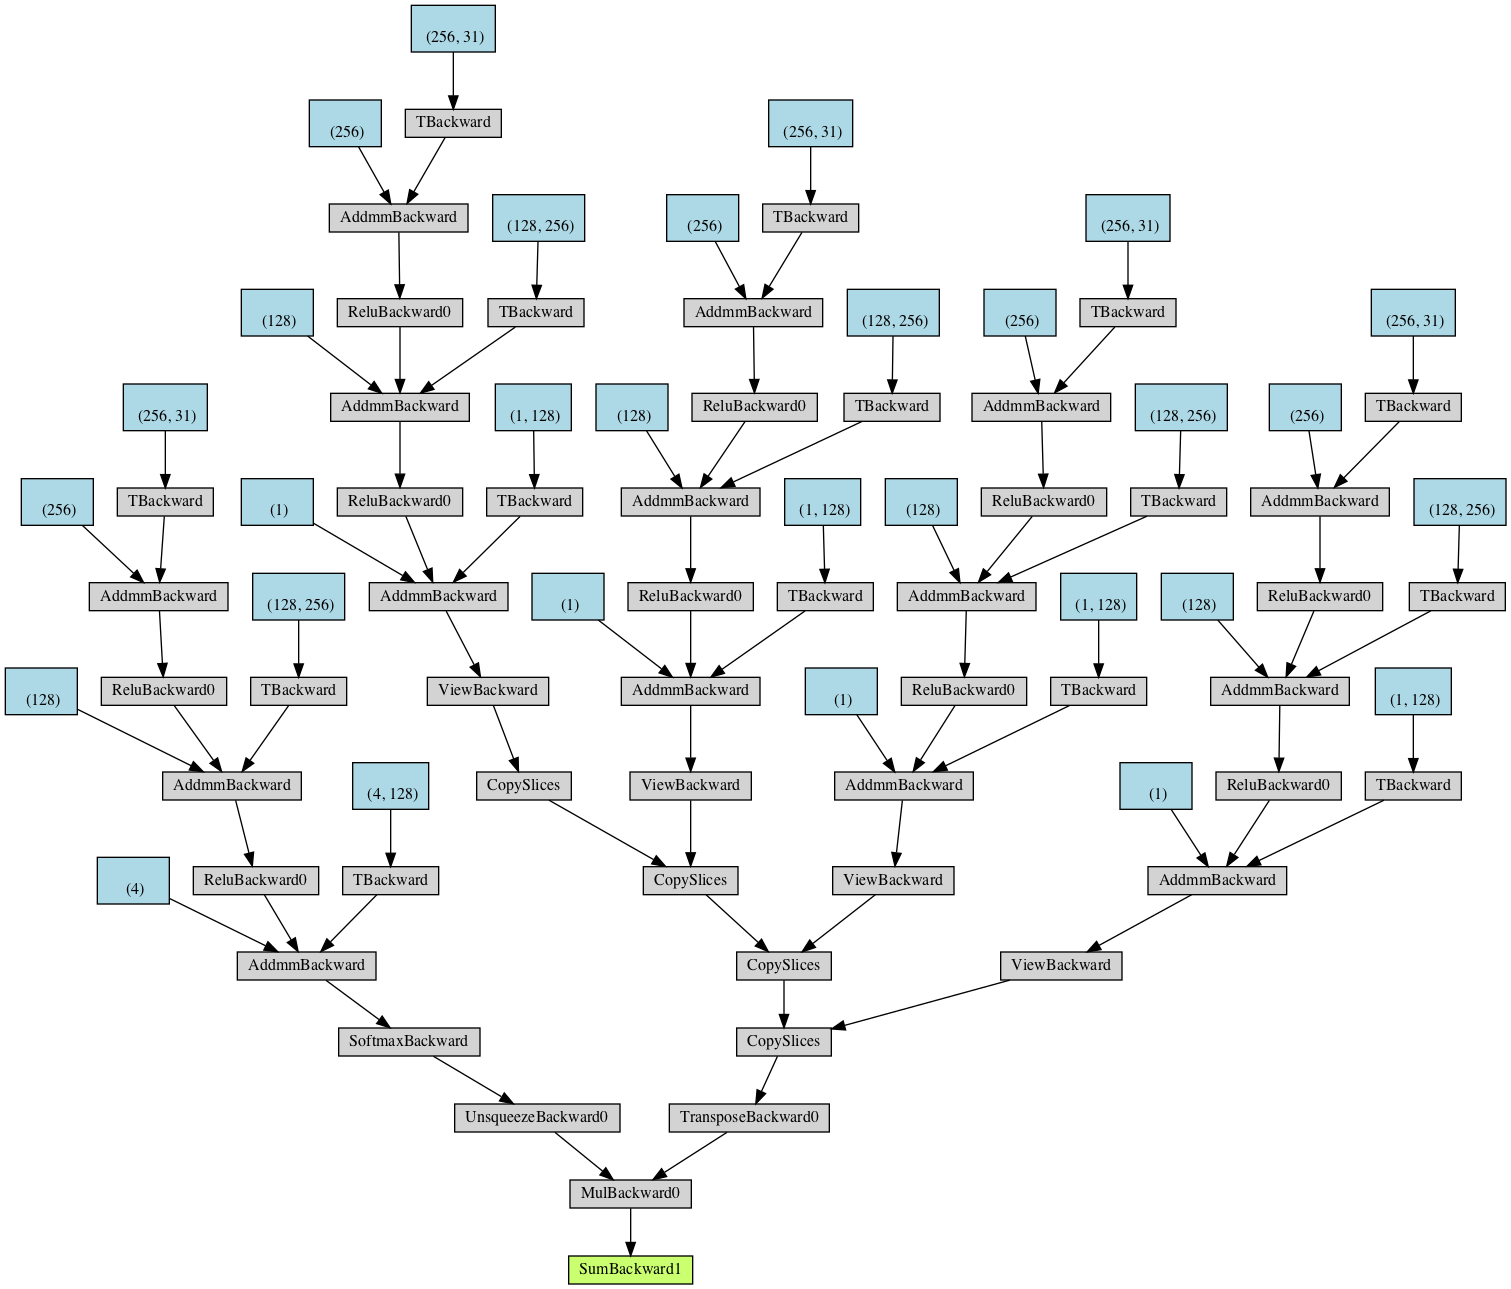 (256, 31)
(256)
TBackward
(256, 31)
AddmmBackward
(128, 256)
(256)
TBackward
(256, 31)
(128)
ReluBackward0
TBackward
AddmmBackward
(128, 256)
(256)
TBackward
(256, 31)
(256, 31)
AddmmBackward
(1, 128)
(128)
ReluBackward0
TBackward
AddmmBackward
(128, 256)
(256)
TBackward
(256)
TBackward
(1)
ReluBackward0
TBackward
AddmmBackward
(1, 128)
(128)
ReluBackward0
TBackward
AddmmBackward
(128, 256)
AddmmBackward
(128, 256)
AddmmBackward
(1)
ReluBackward0
TBackward
AddmmBackward
(1, 128)
(128)
ReluBackward0
TBackward
(128)
ReluBackward0
TBackward
ViewBackward
AddmmBackward
(1)
ReluBackward0
TBackward
AddmmBackward
(1, 128)
AddmmBackward
(4, 128)
CopySlices
ViewBackward
AddmmBackward
(1)
ReluBackward0
TBackward
(4)
ReluBackward0
TBackward
CopySlices
ViewBackward
AddmmBackward
AddmmBackward
CopySlices
ViewBackward
SoftmaxBackward
CopySlices
UnsqueezeBackward0
TransposeBackward0
MulBackward0
SumBackward1